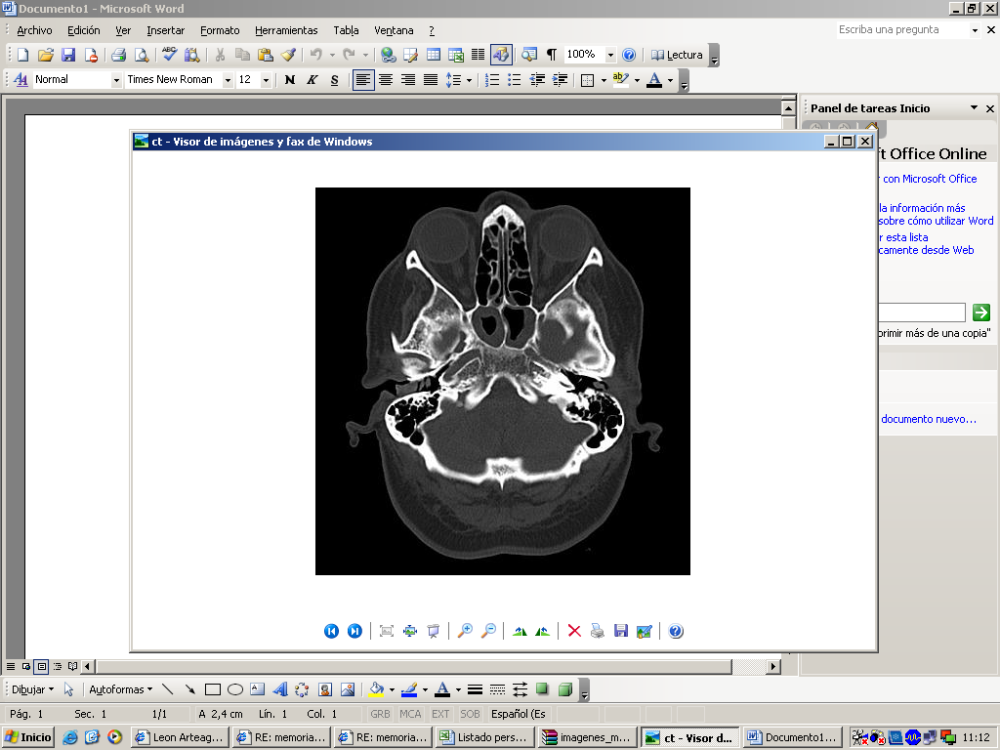 Documento1 - Microsoft Word
Archivo Edición Ver Insertar Formato Herramientas Tabla Ventana ? Escriba una pregunta
100% Lectura
Normal Times New Roman 12 N K S
Panel de tareas Inicio
ct - Visor de imágenes y fax de Windows
t Office Online
con Microsoft Office
la información más
sobre cómo utilizar Word
r esta lista
camente desde Web
primir más de una copia"
documento nuevo...
Dibujar Autoformas
Pág. 1 Sec. 1 1/1 A 2,4 cm Lín. 1 Col. 1 GRB MCA EXT SOB Español (Es
Inicio Leon Arteag... RE: memoria... RE: memoria... Listado pers... imagenes_m... ct - Visor d... Documento1... 11:12